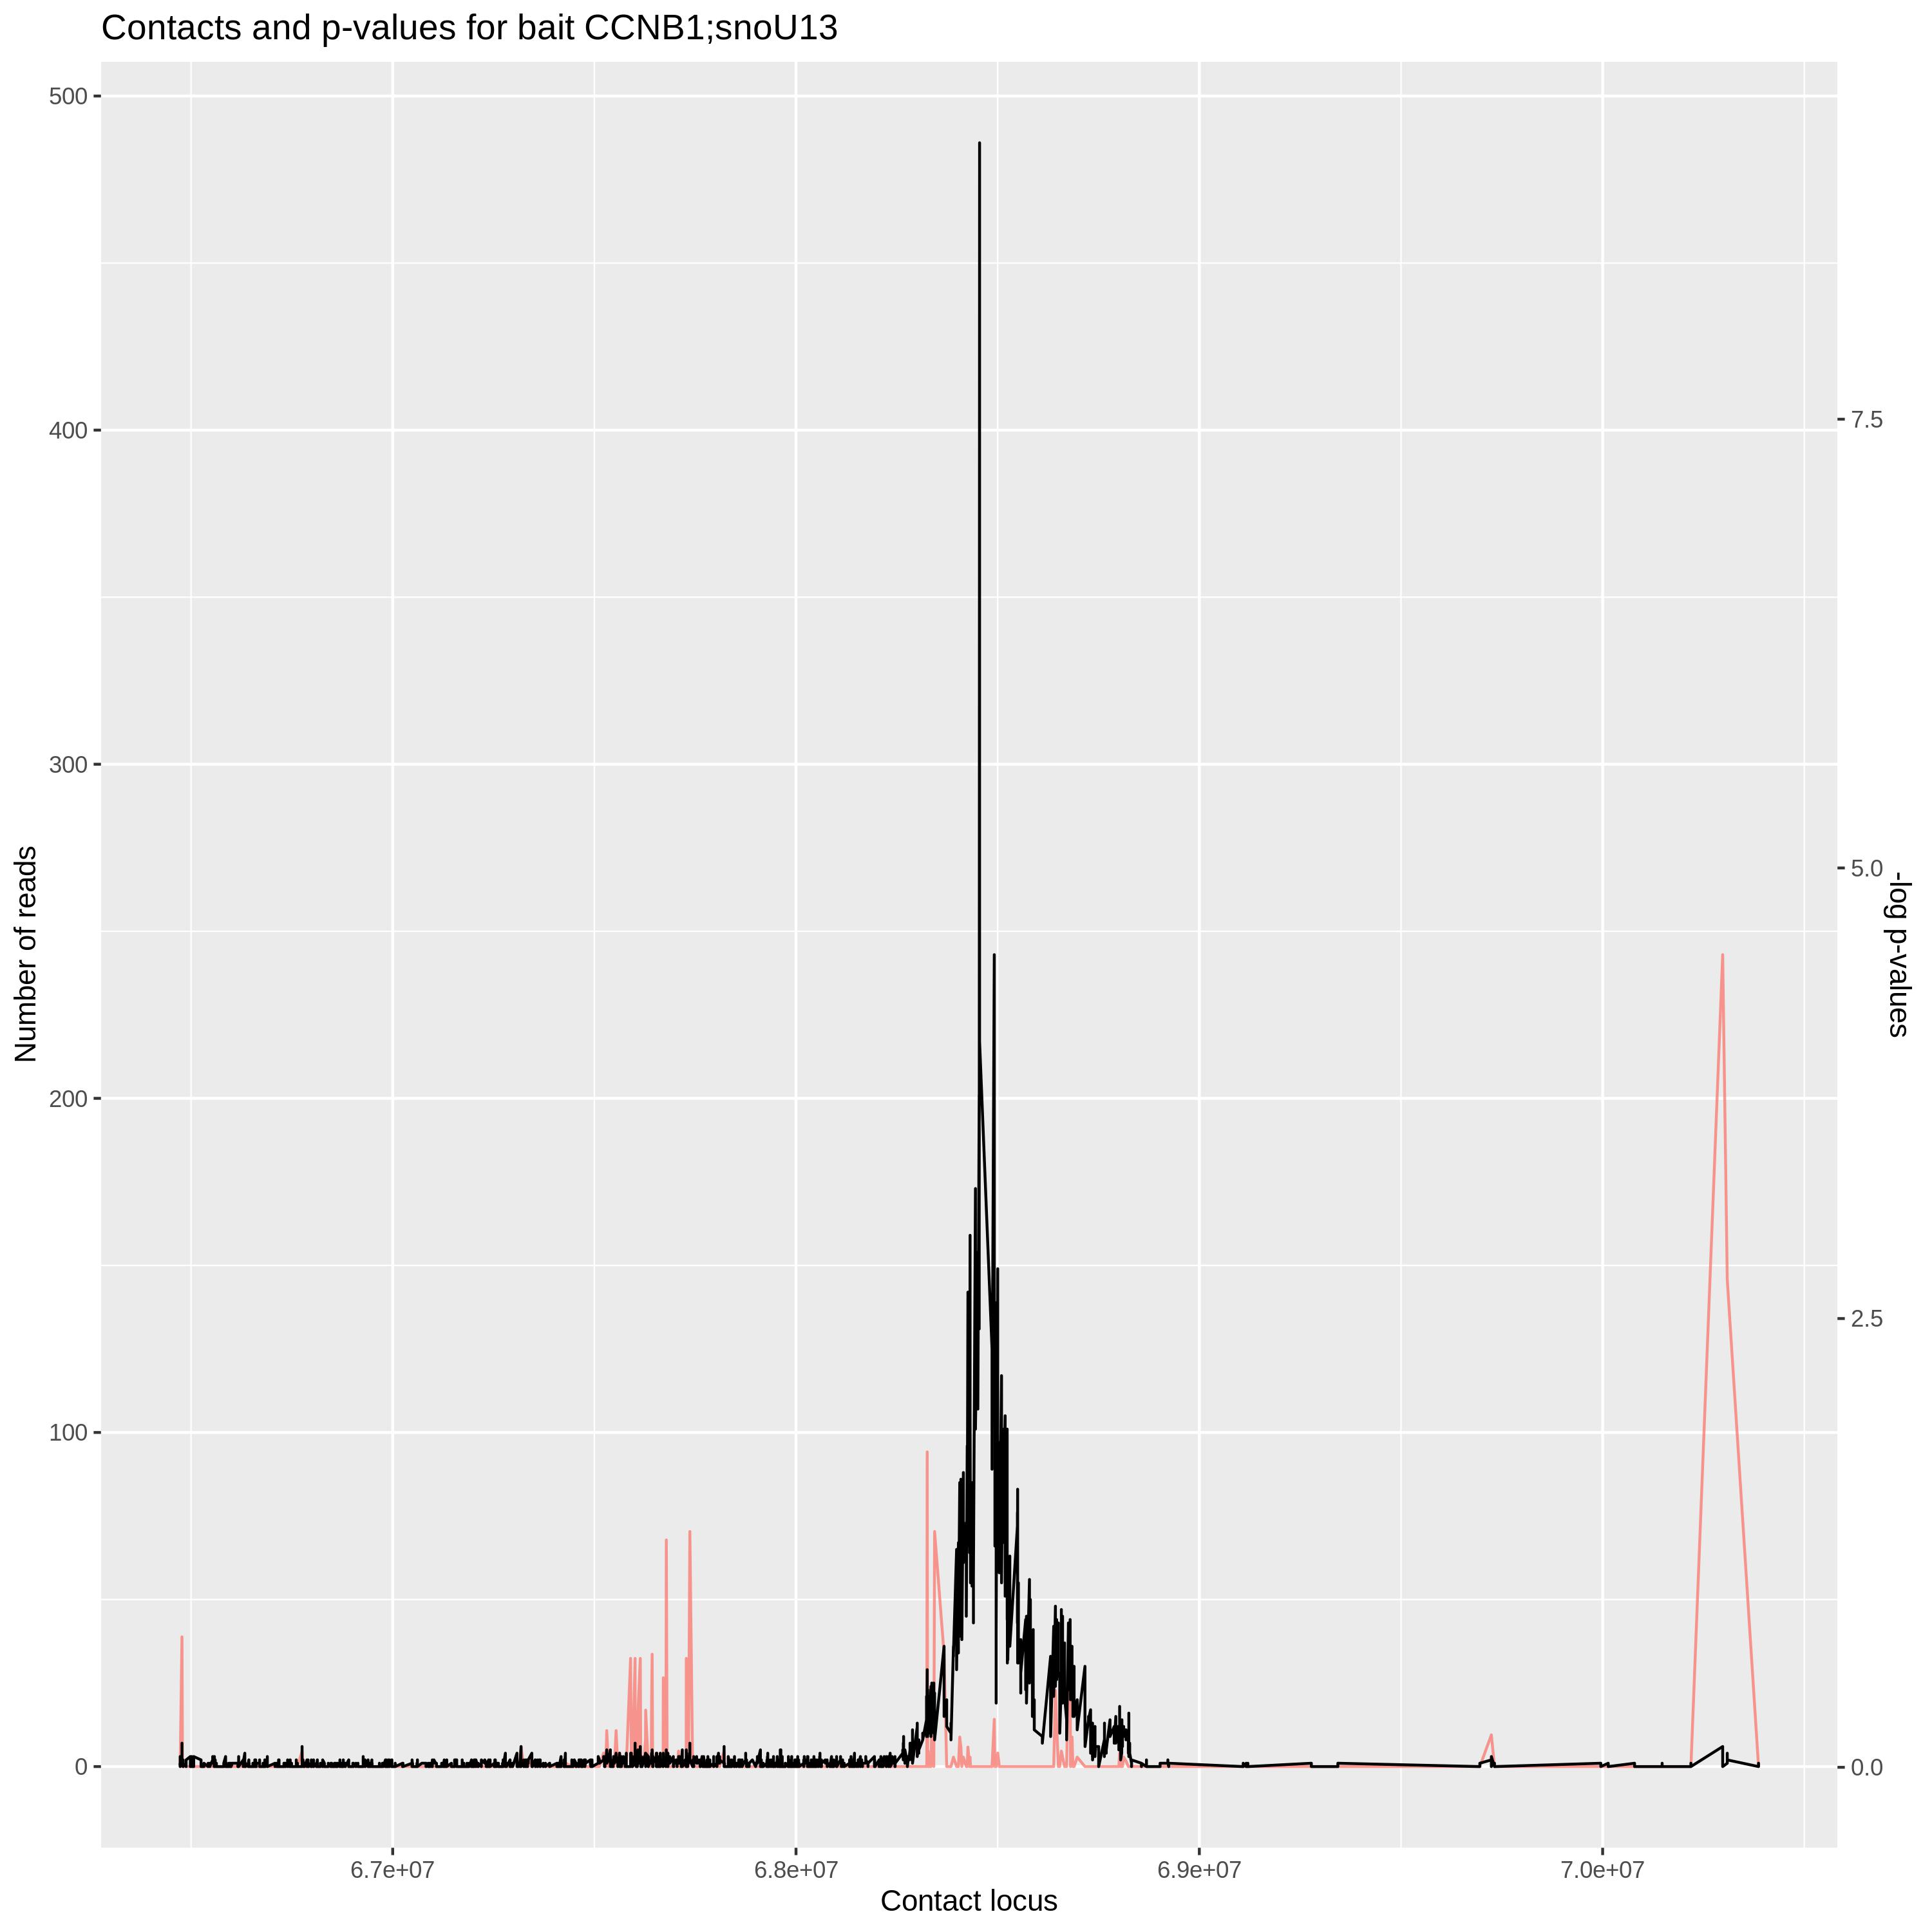 Contacts and p-values for bait CCNB1;snoU13
500
400
300
200
100
0
Number of reads
7.5
5.0
2.5
0.0
-log p-values
6.7e+07 6.8e+07 6.9e+07 7.0e+07
Contact locus